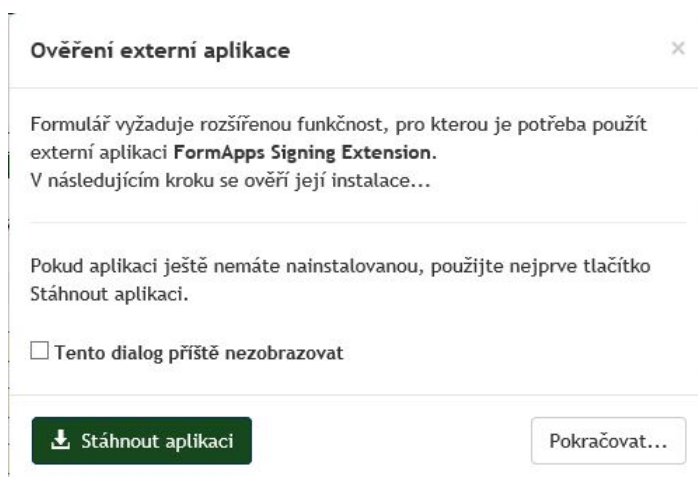 Ověření externí aplikace
×
Formulář vyžaduje rozšířenou funkčnost, pro kterou je potřeba použít
externí aplikaci FormApps Signing Extension.
V následujícím kroku se ověří její instalace...
Pokud aplikaci ještě nemáte nainstalovanou, použijte nejprve tlačítko
Stáhnout aplikaci.
Tento dialog příště nezobrazovat
Stáhnout aplikaci
Pokračovat...